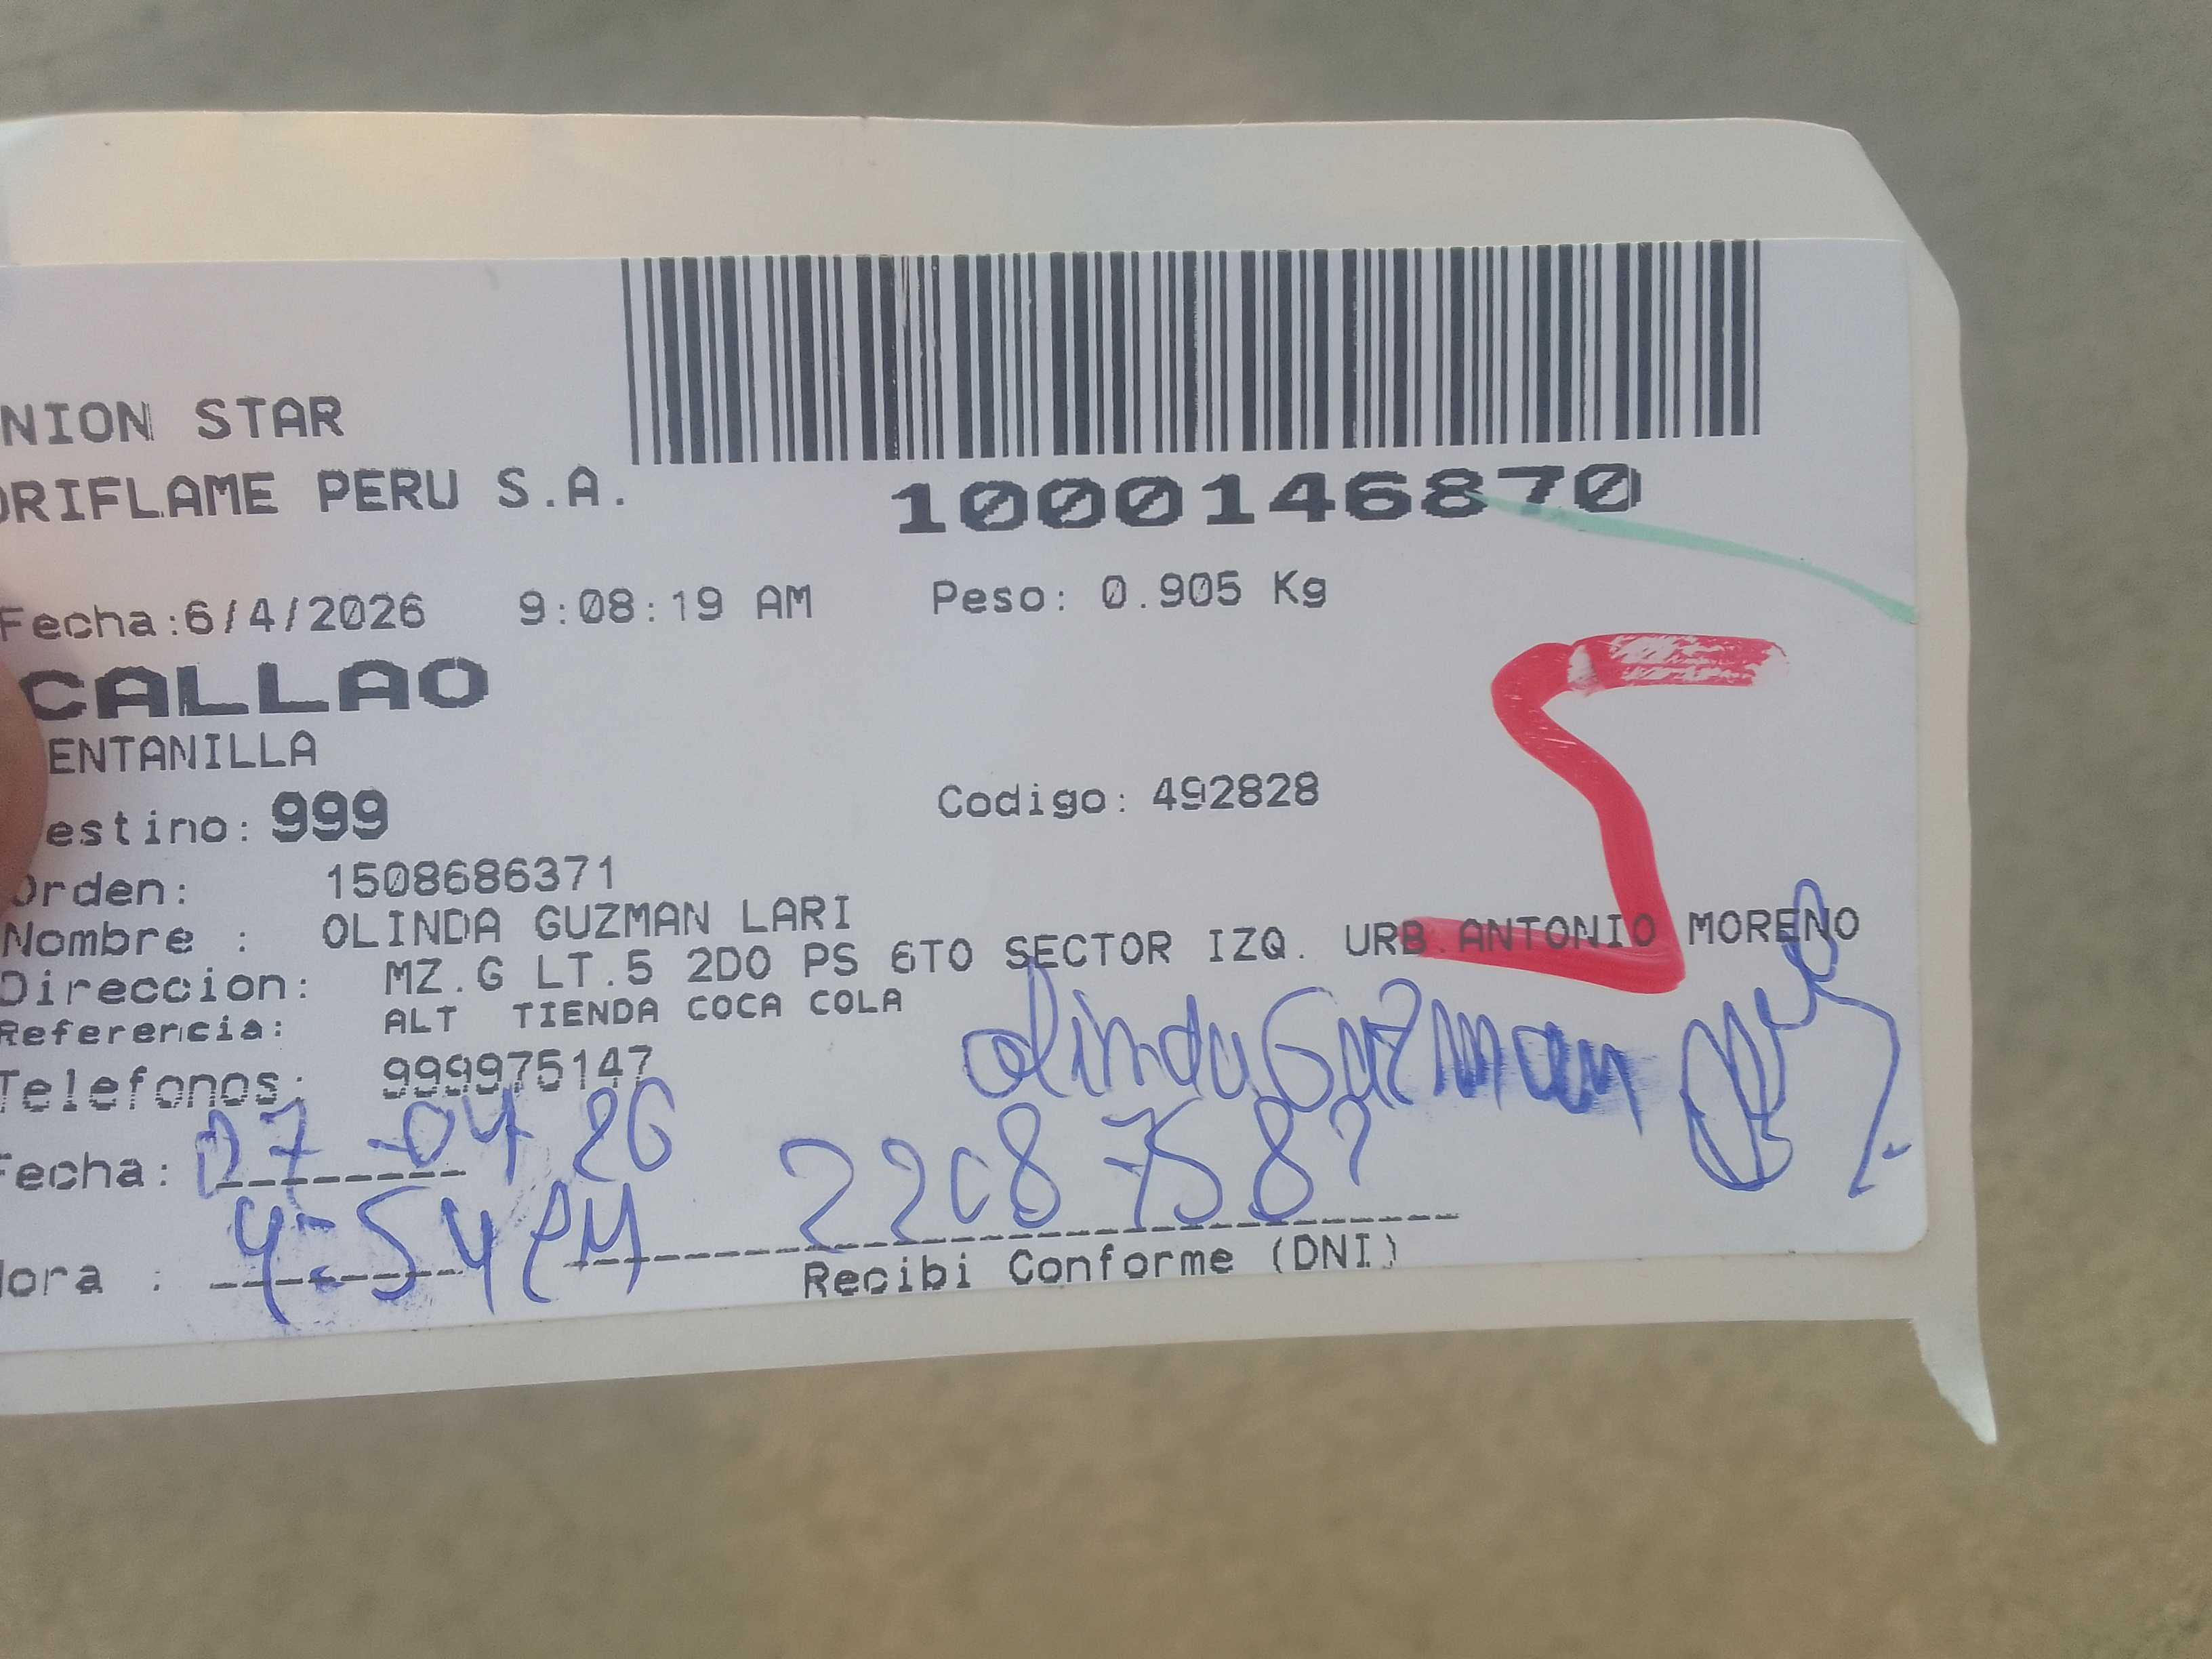 NION STAR
ORIFLAME PERU S.A.
1000146870
Fecha:6/4/2026 9:08:19 AM Peso: 0.905 Kg
CALLAO
ENTANILLA
estino: 999 Codigo: 492828
Orden: 1508686371
Nombre : OLINDA GUZMAN LARI
Direccion: MZ.G LT.5 2DO PS 6TO SECTOR IZQ. URB.ANTONIO MORENO
Referencia: ALT TIENDA COCA COLA
Telefonos: 999975147
olinda Guzman
Fecha: 07-04 26
4:54 PM
Hora :
Recibi Conforme (DNI)